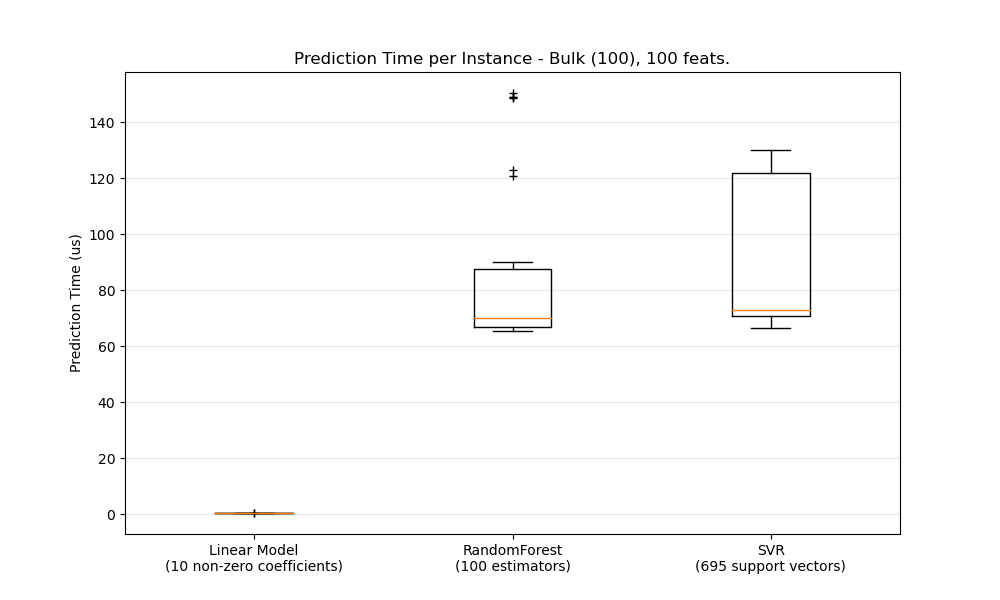 Prediction Time per Instance - Bulk (100), 100 feats.
Prediction Time (us)
140
120
100
80
60
40
20
0
Linear Model
(10 non-zero coefficients)
RandomForest
(100 estimators)
SVR
(695 support vectors)